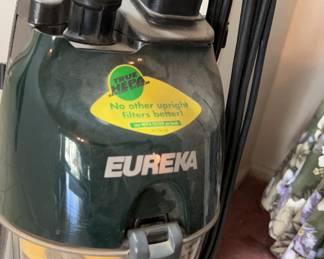 TRUE
HEPA
No other upright
filters better!
EUREKA